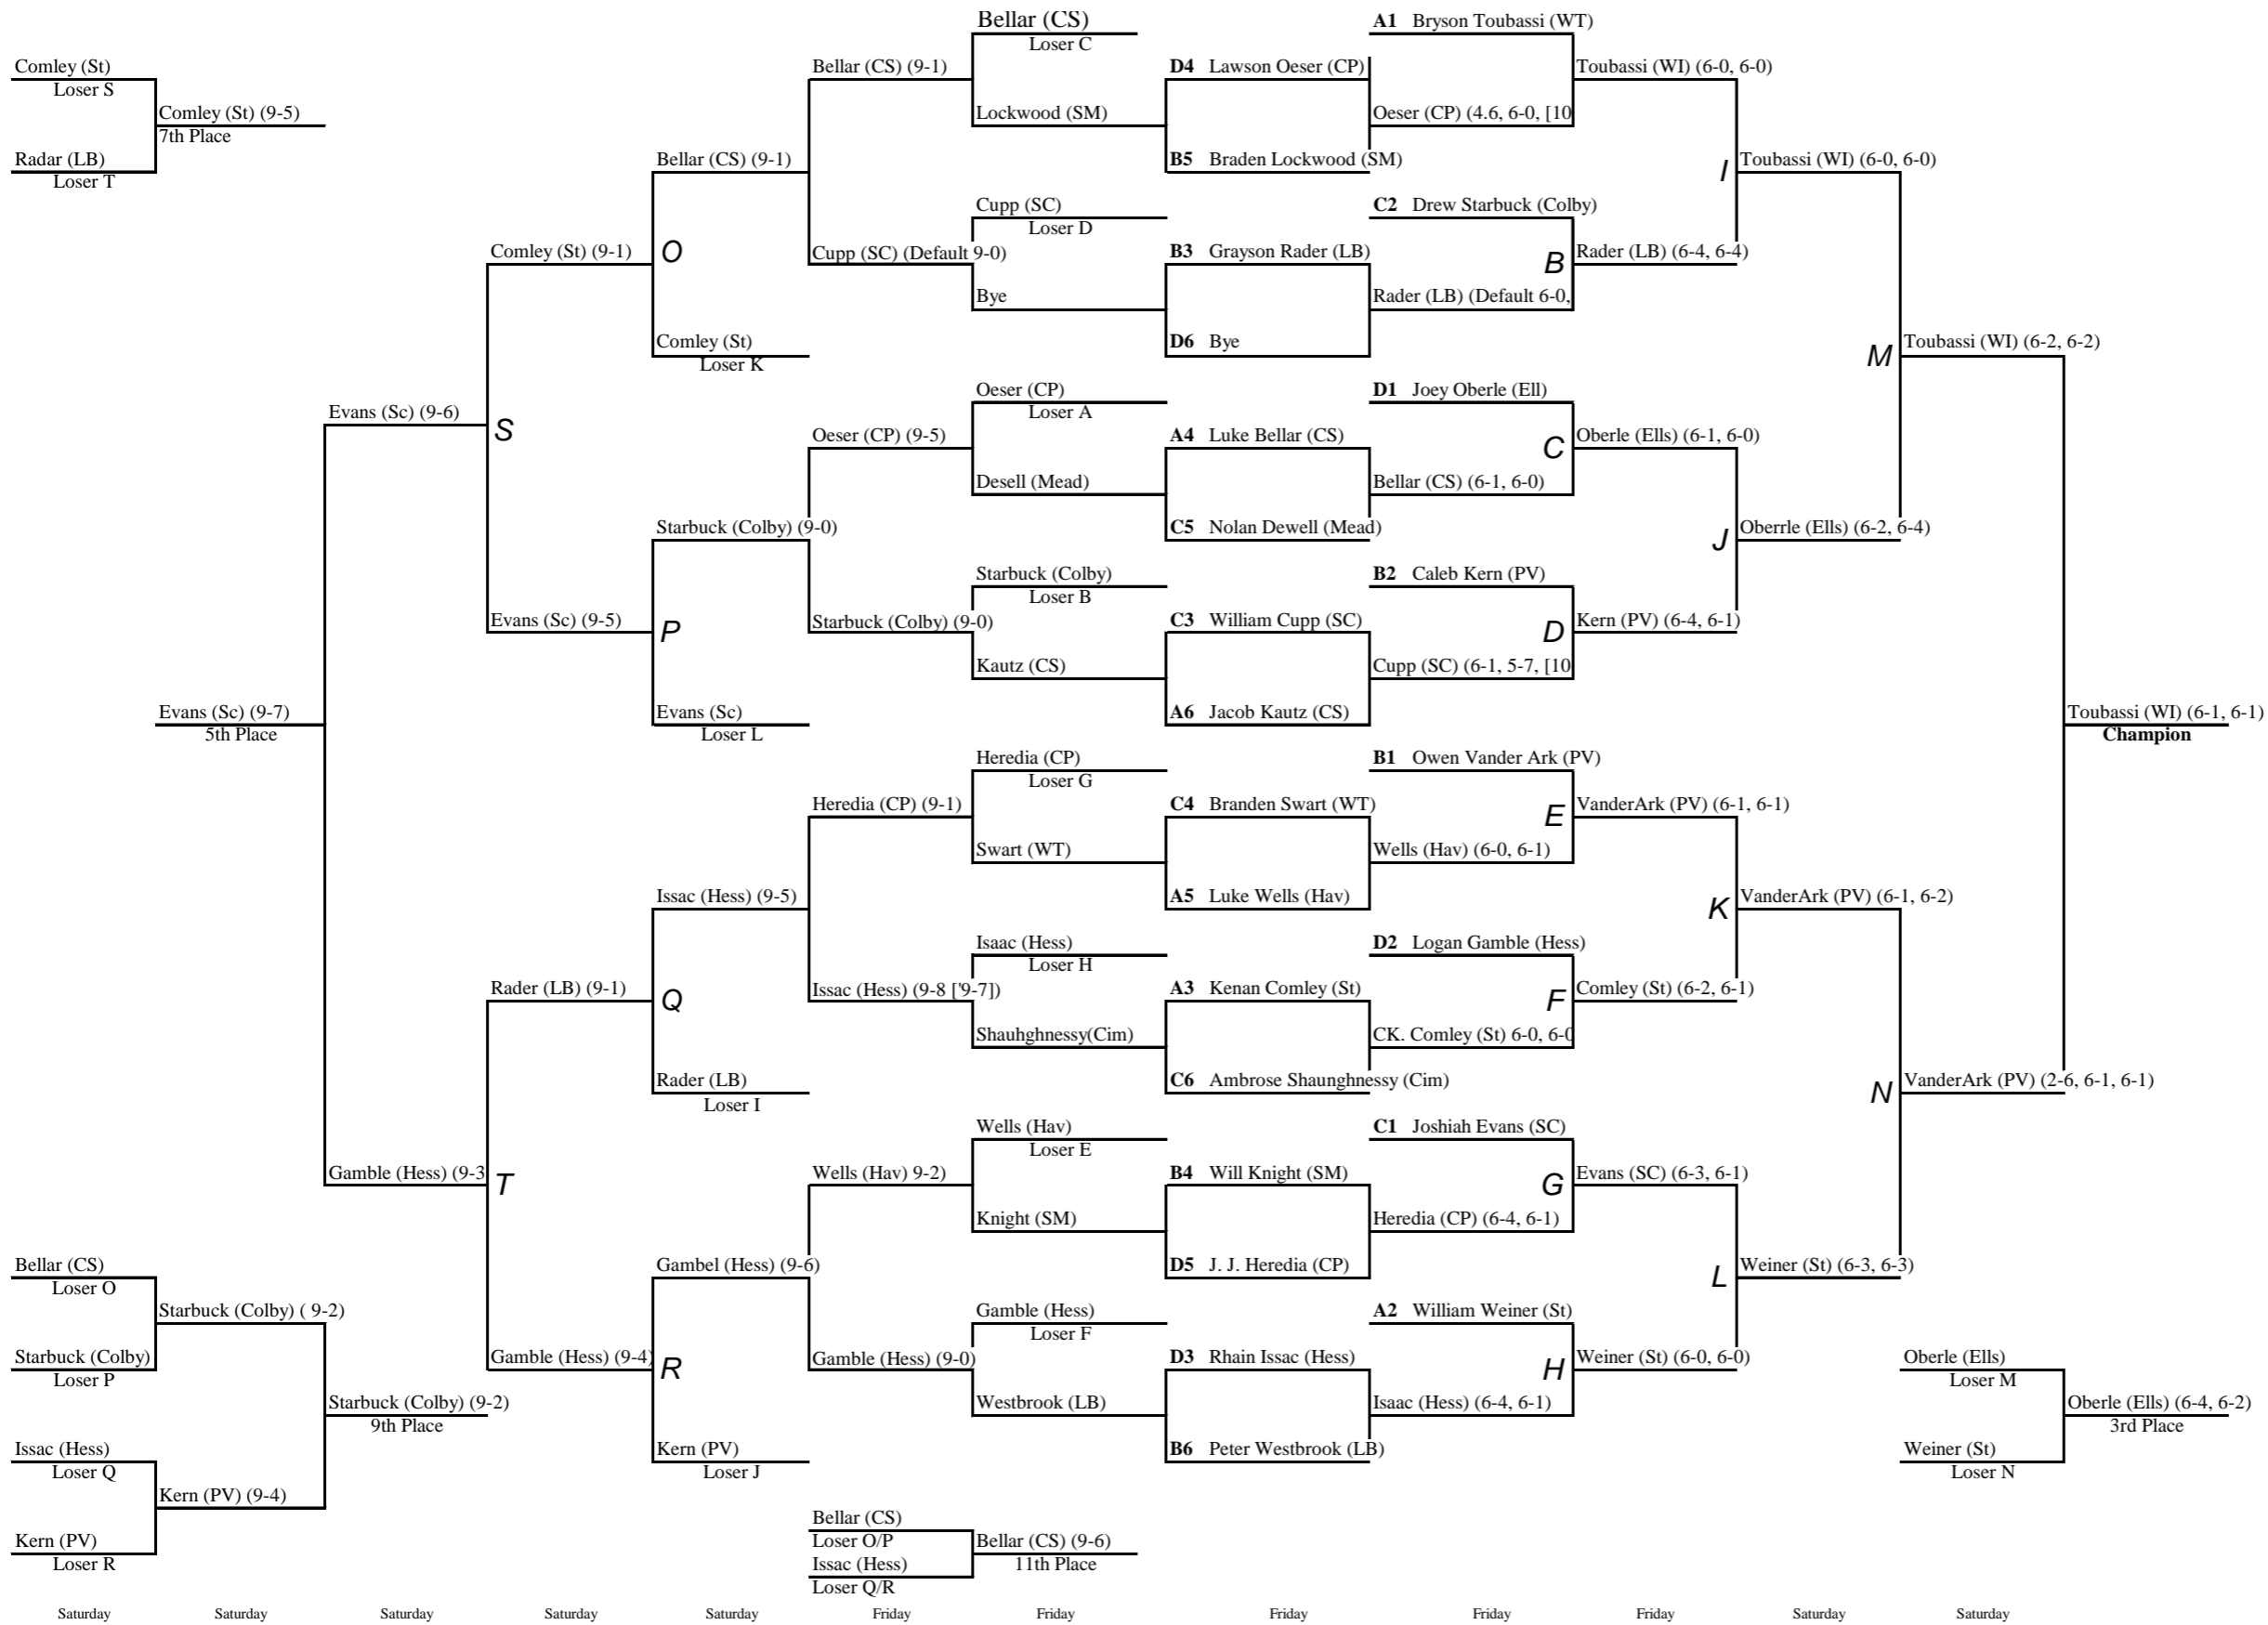 Bellar (CS)
Loser C
A1 Bryson Toubassi (WT)
Comley (St)
Loser S
Bellar (CS) (9-1)
D4 Lawson Oeser (CP)
Toubassi (WI) (6-0, 6-0)
Comley (St) (9-5)
7th Place
Lockwood (SM)
Oeser (CP) (4.6, 6-0, [10
Radar (LB)
Loser T
Bellar (CS) (9-1)
B5 Braden Lockwood (SM)
I
Toubassi (WI) (6-0, 6-0)
Cupp (SC)
Loser D
C2 Drew Starbuck (Colby)
Comley (St) (9-1)
O
Cupp (SC) (Default 9-0)
B3 Grayson Rader (LB)
B
Rader (LB) (6-4, 6-4)
Bye
Rader (LB) (Default 6-0,
Comley (St)
Loser K
D6 Bye
M
Toubassi (WI) (6-2, 6-2)
Oeser (CP)
Loser A
D1 Joey Oberle (Ell)
Evans (Sc) (9-6)
S
Oeser (CP) (9-5)
A4 Luke Bellar (CS)
C
Oberle (Ells) (6-1, 6-0)
Desell (Mead)
Bellar (CS) (6-1, 6-0)
Starbuck (Colby) (9-0)
C5 Nolan Dewell (Mead)
J
Oberrle (Ells) (6-2, 6-4)
Starbuck (Colby)
Loser B
B2 Caleb Kern (PV)
Evans (Sc) (9-5)
P
Starbuck (Colby) (9-0)
C3 William Cupp (SC)
D
Kern (PV) (6-4, 6-1)
Kautz (CS)
Cupp (SC) (6-1, 5-7, [10
Evans (Sc) (9-7)
5th Place
Evans (Sc)
Loser L
A6 Jacob Kautz (CS)
Toubassi (WI) (6-1, 6-1)
Champion
Heredia (CP)
Loser G
B1 Owen Vander Ark (PV)
Heredia (CP) (9-1)
C4 Branden Swart (WT)
E
VanderArk (PV) (6-1, 6-1)
Swart (WT)
Wells (Hav) (6-0, 6-1)
Issac (Hess) (9-5)
A5 Luke Wells (Hav)
K
VanderArk (PV) (6-1, 6-2)
Isaac (Hess)
Loser H
D2 Logan Gamble (Hess)
Rader (LB) (9-1)
Q
Issac (Hess) (9-8 ['9-7])
A3 Kenan Comley (St)
F
Comley (St) (6-2, 6-1)
Shauhghnessy(Cim)
CK. Comley (St) 6-0, 6-0
Rader (LB)
Loser I
C6 Ambrose Shaunghnessy (Cim)
N
VanderArk (PV) (2-6, 6-1, 6-1)
Wells (Hav)
Loser E
C1 Joshiah Evans (SC)
Gamble (Hess) (9-3
T
Wells (Hav) 9-2)
B4 Will Knight (SM)
G
Evans (SC) (6-3, 6-1)
Knight (SM)
Heredia (CP) (6-4, 6-1)
Bellar (CS)
Loser O
Gambel (Hess) (9-6)
D5 J. J. Heredia (CP)
L
Weiner (St) (6-3, 6-3)
Starbuck (Colby) ( 9-2)
Gamble (Hess)
Loser F
A2 William Weiner (St)
Starbuck (Colby)
Loser P
Gamble (Hess) (9-4)
R
Gamble (Hess) (9-0)
D3 Rhain Issac (Hess)
H
Weiner (St) (6-0, 6-0)
Oberle (Ells)
Loser M
Starbuck (Colby) (9-2)
9th Place
Westbrook (LB)
Isaac (Hess) (6-4, 6-1)
Oberle (Ells) (6-4, 6-2)
3rd Place
Issac (Hess)
Loser Q
Kern (PV)
Loser J
B6 Peter Westbrook (LB)
Weiner (St)
Loser N
Kern (PV) (9-4)
Bellar (CS)
Loser O/P
Bellar (CS) (9-6)
11th Place
Kern (PV)
Loser R
Issac (Hess)
Loser Q/R
Saturday Saturday Saturday Saturday Saturday Friday Friday Friday Friday Friday Saturday Saturday